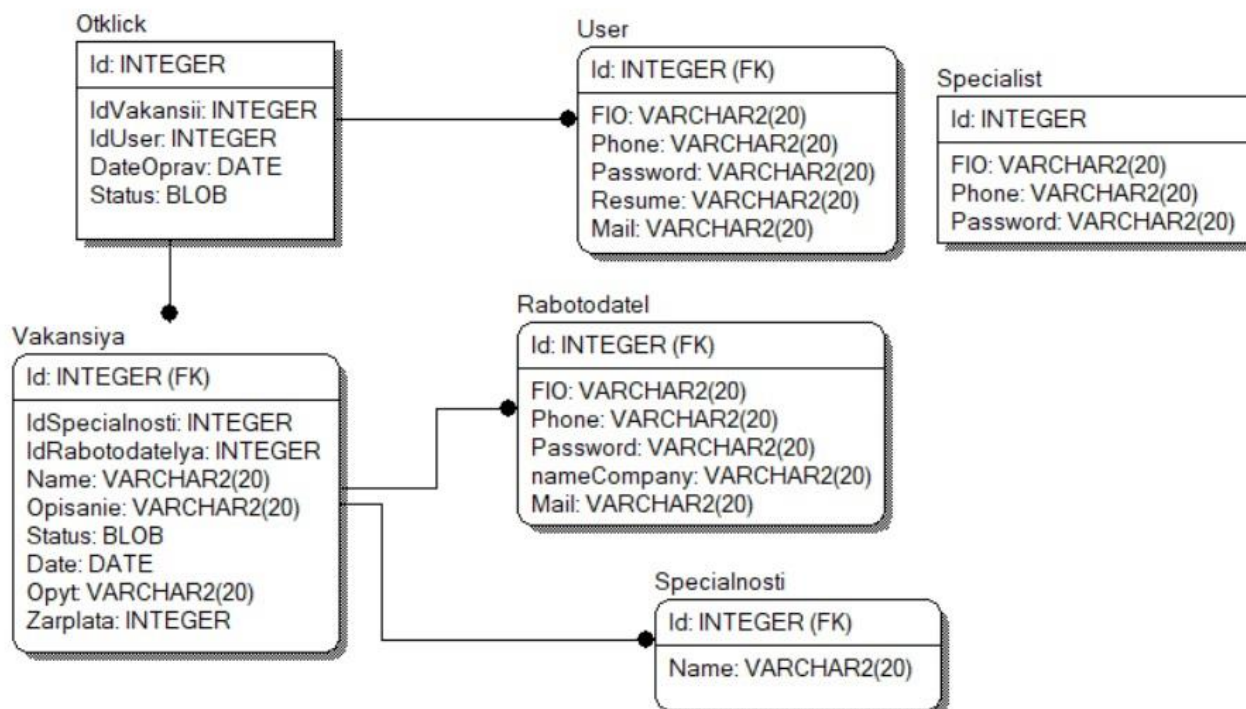 Otklick
Id: INTEGER
IdVakansii: INTEGER
IdUser: INTEGER
DateOprav: DATE
Status: BLOB
User
Id: INTEGER (FK)
FIO: VARCHAR2(20)
Phone: VARCHAR2(20)
Password: VARCHAR2(20)
Resume: VARCHAR2(20)
Mail: VARCHAR2(20)
Specialist
Id: INTEGER
FIO: VARCHAR2(20)
Phone: VARCHAR2(20)
Password: VARCHAR2(20)
Vakansiya
Id: INTEGER (FK)
IdSpecialnosti: INTEGER
IdRabotodatelya: INTEGER
Name: VARCHAR2(20)
Opisanie: VARCHAR2(20)
Status: BLOB
Date: DATE
Opyt: VARCHAR2(20)
Zarplata: INTEGER
Rabotodatel
Id: INTEGER (FK)
FIO: VARCHAR2(20)
Phone: VARCHAR2(20)
Password: VARCHAR2(20)
nameCompany: VARCHAR2(20)
Mail: VARCHAR2(20)
Specialnosti
Id: INTEGER (FK)
Name: VARCHAR2(20)